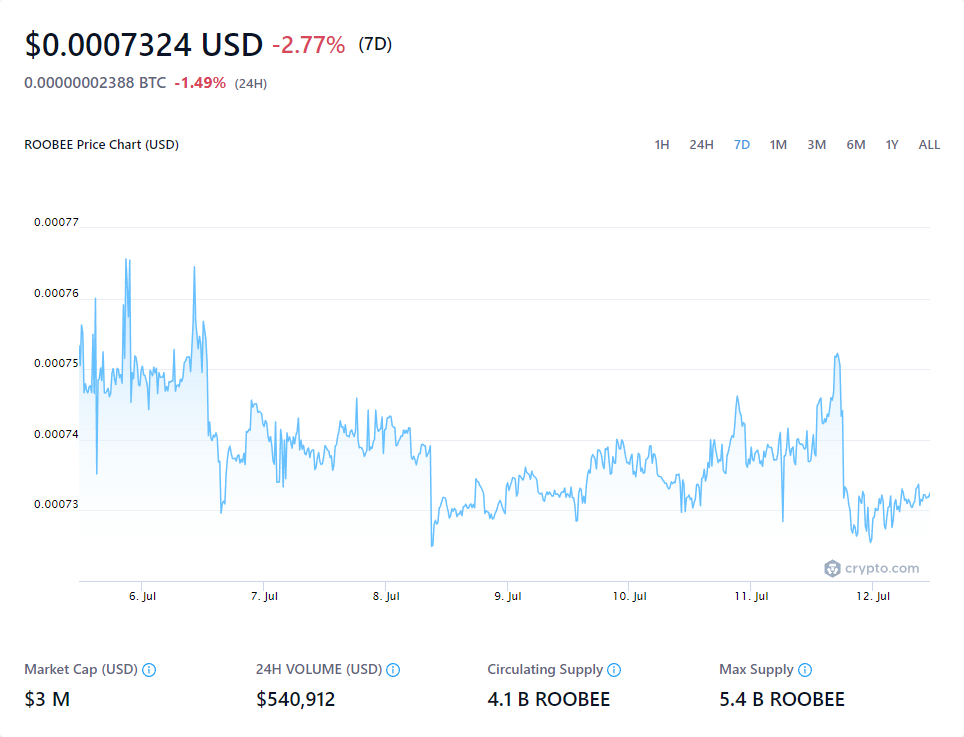 $0.0007324 USD -2.77% (7D)
0.00000002388 BTC -1.49% (24H)
ROOBEE Price Chart (USD) 1H 24H 7D 1M 3M 6M 1Y ALL
0.00077
0.00076
0.00075
0.00074
0.00073
crypto.com
6. Jul 7. Jul 8. Jul 9. Jul 10. Jul 11. Jul 12. Jul
Market Cap (USD) 24H VOLUME (USD) Circulating Supply Max Supply
$3 M $540,912 4.1 B ROOBEE 5.4 B ROOBEE